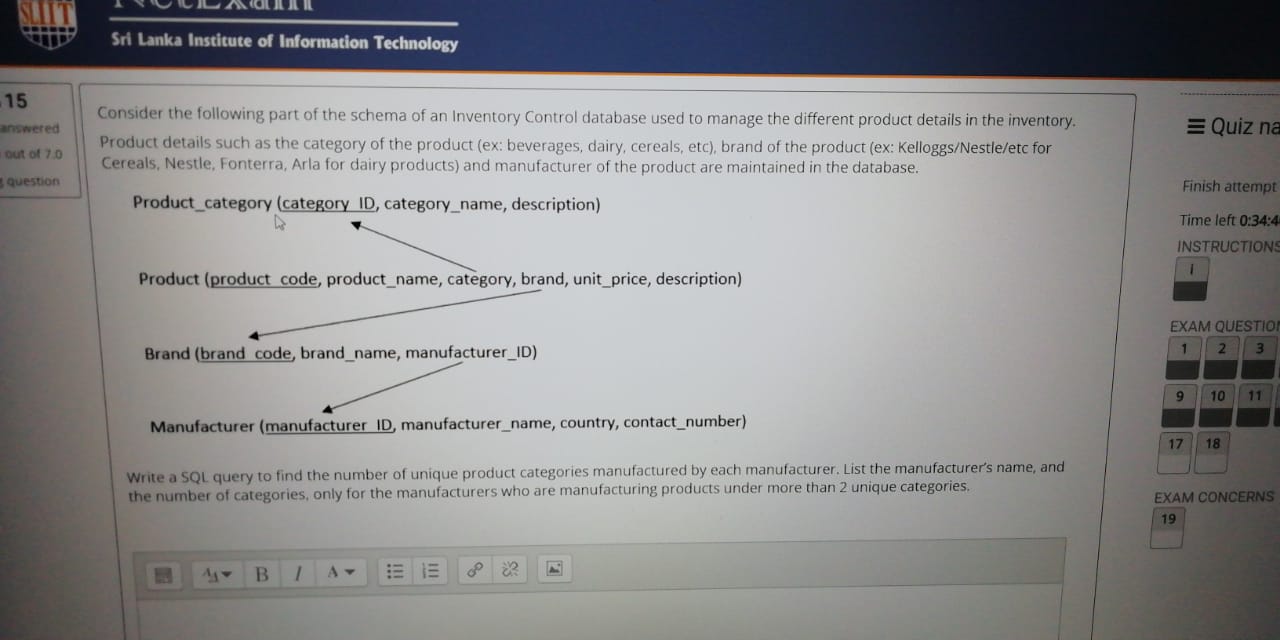 SLIIT
NetExam
Sri Lanka Institute of Information Technology
15
answered
out of 7.0
question
Consider the following part of the schema of an Inventory Control database used to manage the different product details in the inventory.
Product details such as the category of the product (ex: beverages, dairy, cereals, etc), brand of the product (ex: Kelloggs/Nestle/etc for
Cereals, Nestle, Fonterra, Arla for dairy products) and manufacturer of the product are maintained in the database.
Product_category (category_ID, category_name, description)
Product (product_code, product_name, category, brand, unit_price, description)
Brand (brand_code, brand_name, manufacturer_ID)
Manufacturer (manufacturer_ID, manufacturer_name, country, contact_number)
Write a SQL query to find the number of unique product categories manufactured by each manufacturer. List the manufacturer's name, and
the number of categories, only for the manufacturers who are manufacturing products under more than 2 unique categories.
B I A
Quiz na
Finish attempt
Time left 0:34:4
INSTRUCTIONS
i
EXAM QUESTION
1 2 3
9 10 11
17 18
EXAM CONCERNS
19